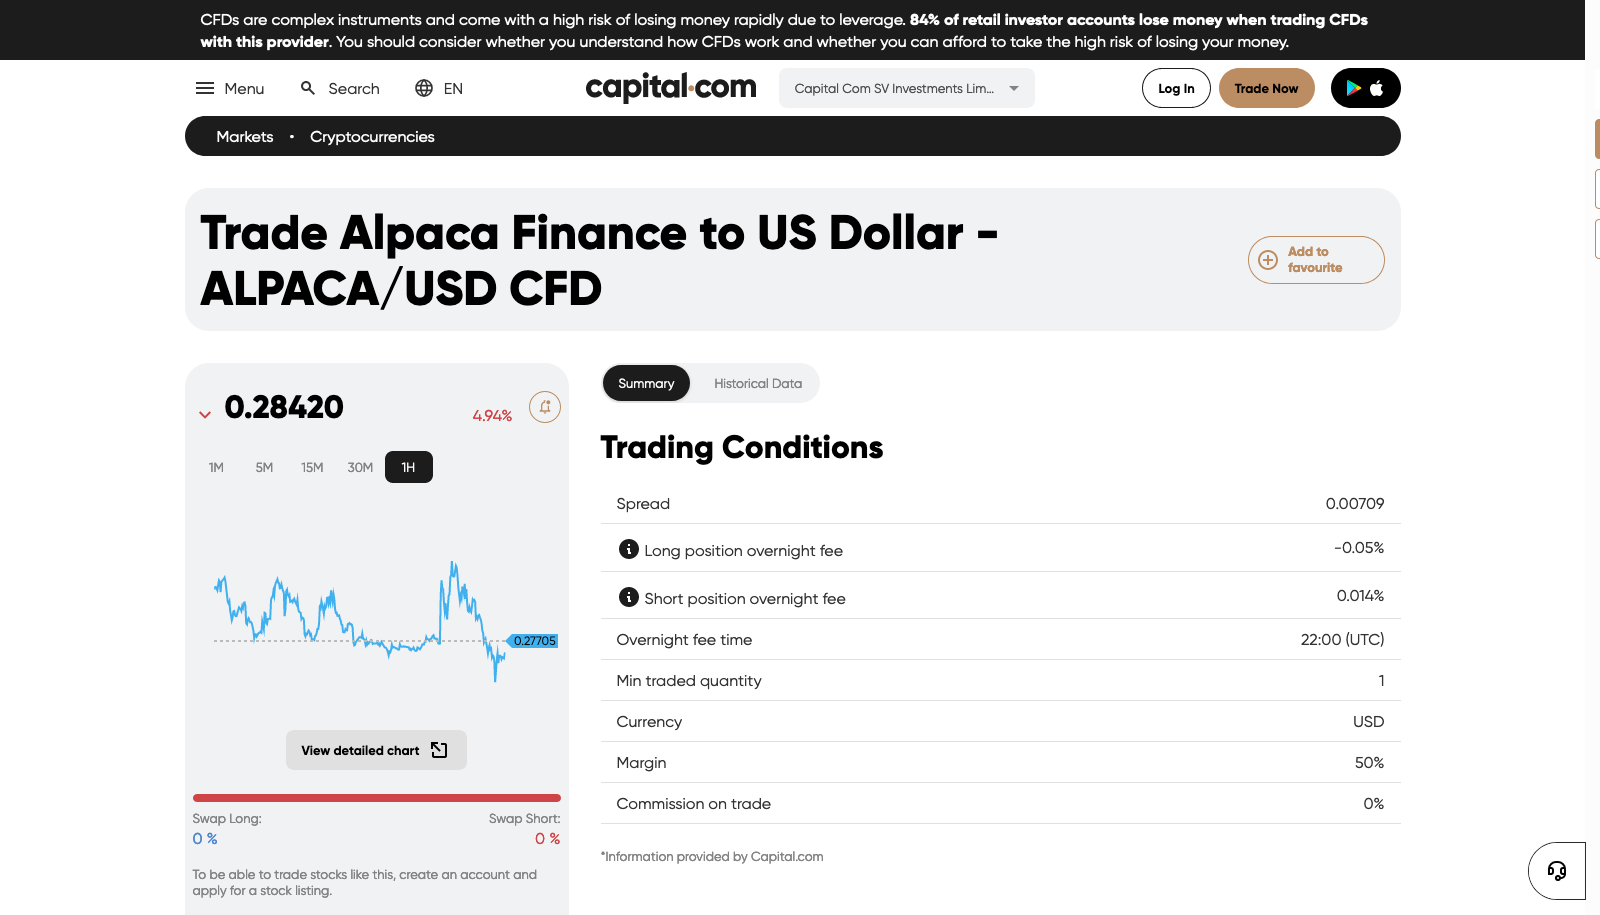 CFDs are complex instruments and come with a high risk of losing money rapidly due to leverage. 84% of retail investor accounts lose money when trading CFDs
with this provider. You should consider whether you understand how CFDs work and whether you can afford to take the high risk of losing your money.
Menu Search EN capital.com Capital Com SV Investments Lim... Log In Trade Now
Markets • Cryptocurrencies
Trade Alpaca Finance to US Dollar -
ALPACA/USD CFD
Add to
favourite
0.28420 4.94%
1M 5M 15M 30M 1H
0.27705
View detailed chart
Swap Long: Swap Short:
0 % 0 %
To be able to trade stocks like this, create an account and
apply for a stock listing.
Summary Historical Data
Trading Conditions
Spread 0.00709
Long position overnight fee -0.05%
Short position overnight fee 0.014%
Overnight fee time 22:00 (UTC)
Min traded quantity 1
Currency USD
Margin 50%
Commission on trade 0%
*Information provided by Capital.com